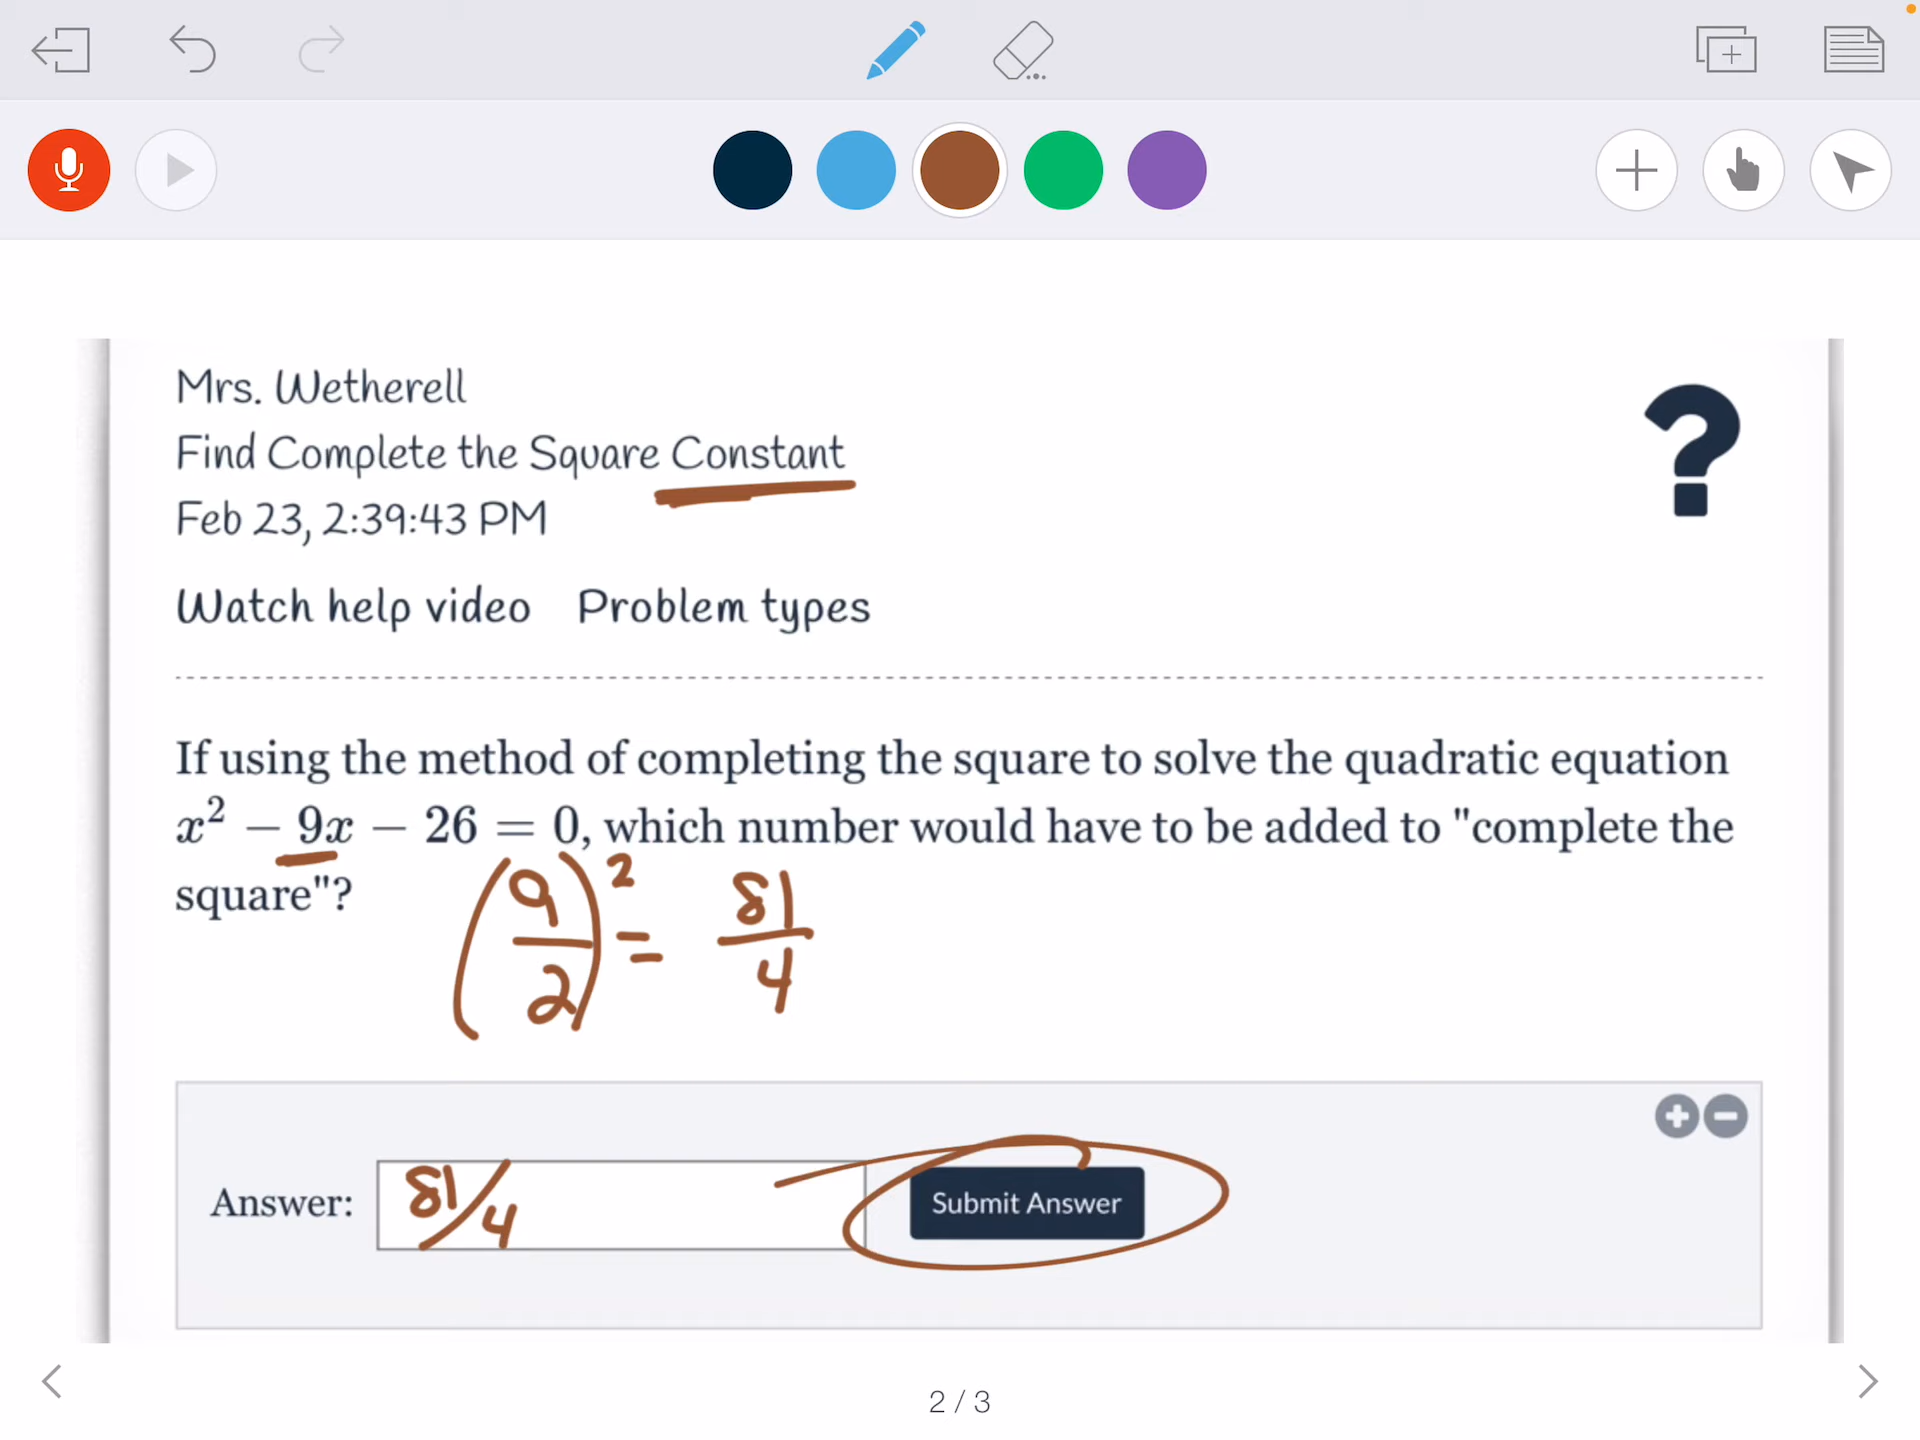 Mrs. Wetherell
Find Complete the Square Constant
Feb 23, 2:39:43 PM
?
Watch help video Problem types
If using the method of completing the square to solve the quadratic equation
x² − 9x − 26 = 0, which number would have to be added to "complete the
square"?
(9/2)² = 81/4
Answer: 81/4 Submit Answer
2 / 3